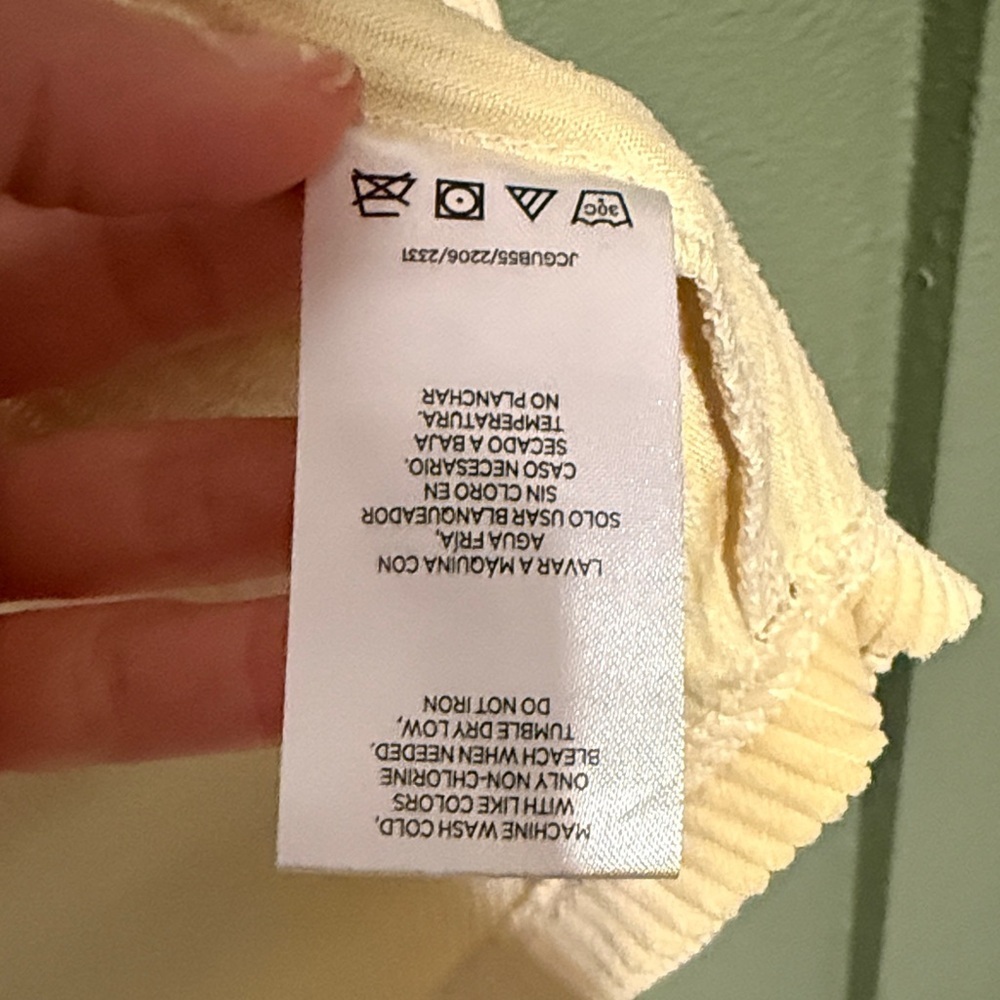 MACHINE WASH COLD,
WITH LIKE COLORS
ONLY NON-CHLORINE
BLEACH WHEN NEEDED.
TUMBLE DRY LOW,
DO NOT IRON
LAVAR A MÁQUINA CON
AGUA FRÍA,
SOLO USAR BLANQUEADOR
SIN CLORO EN
CASO NECESARIO.
SECADO A BAJA
TEMPERATURA.
NO PLANCHAR
JCGUB55/2206/2331
30C